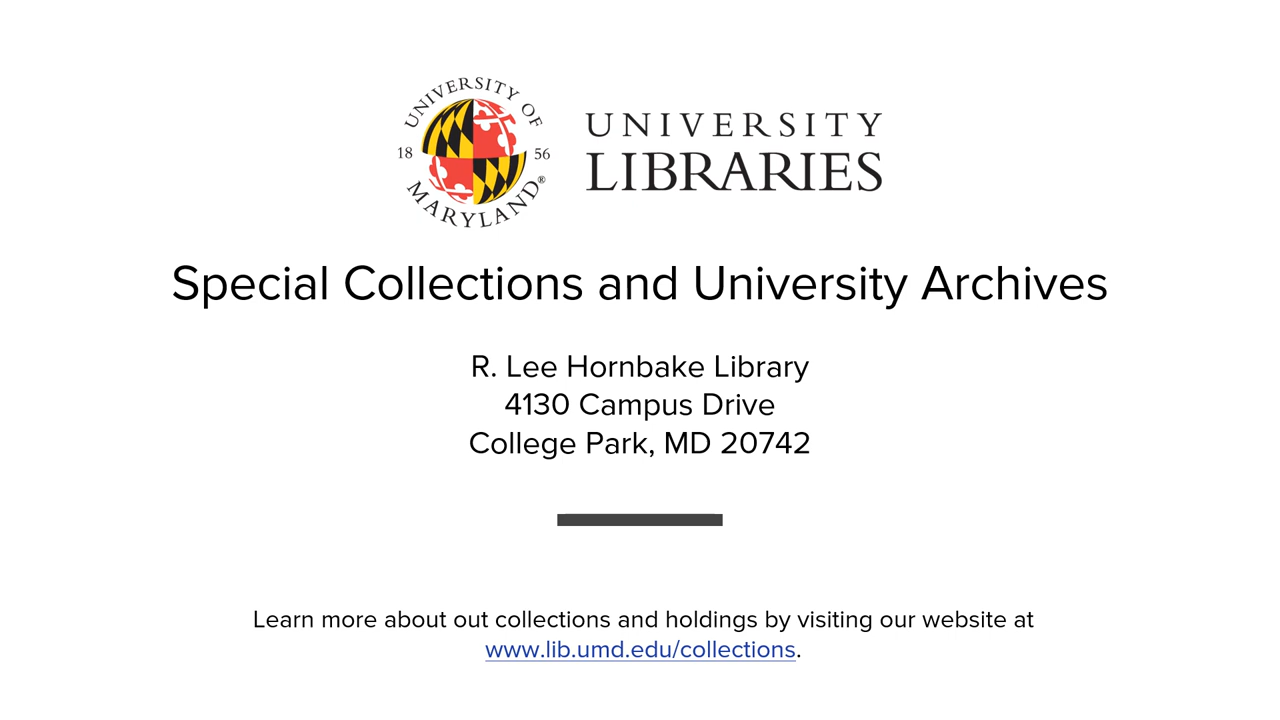 UNIVERSITY OF
18 56
MARYLAND®
UNIVERSITY
LIBRARIES
Special Collections and University Archives
R. Lee Hornbake Library
4130 Campus Drive
College Park, MD 20742
Learn more about out collections and holdings by visiting our website at
www.lib.umd.edu/collections.